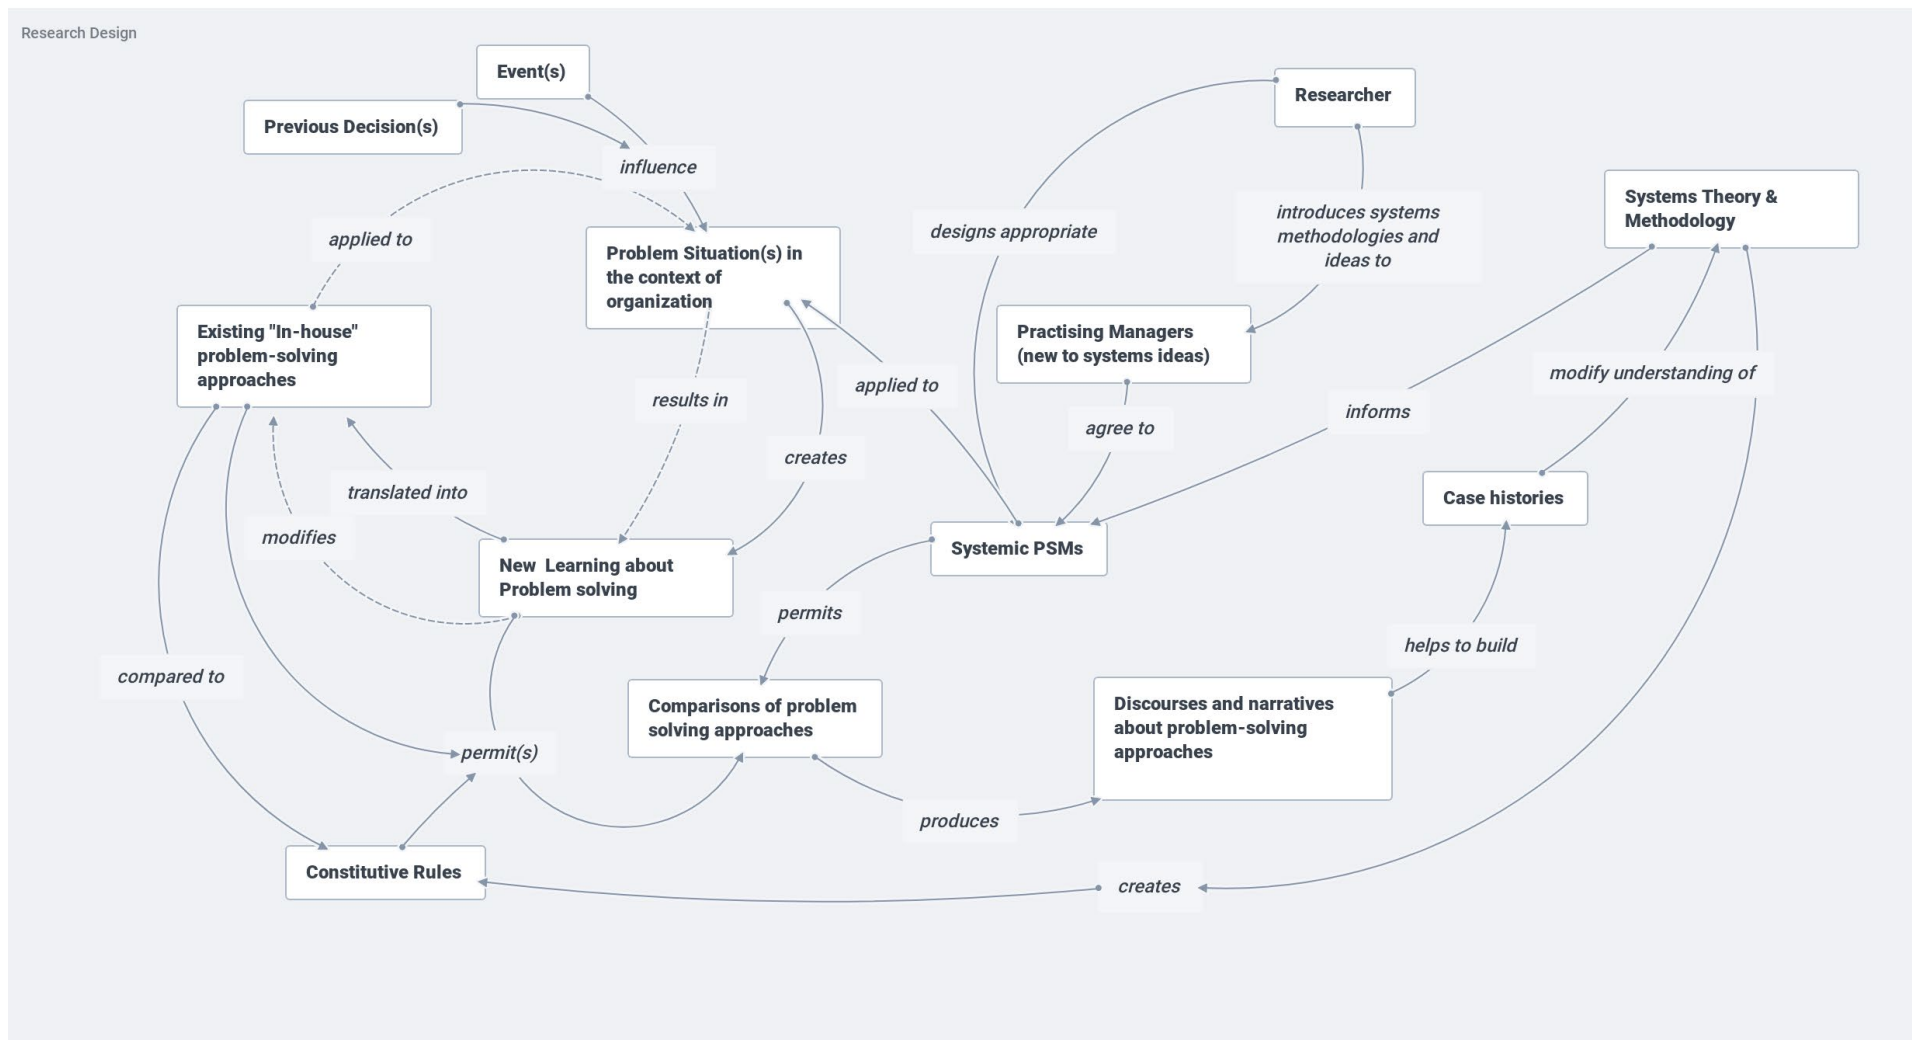 Research Design
Event(s)
Researcher
Previous Decision(s)
influence
Systems Theory &
Methodology
introduces systems
methodologies and
ideas to
designs appropriate
applied to
Problem Situation(s) in
the context of
organization
Existing "In-house"
problem-solving
approaches
Practising Managers
(new to systems ideas)
modify understanding of
applied to
results in
informs
agree to
creates
translated into
Case histories
modifies
Systemic PSMs
New  Learning about
Problem solving
permits
helps to build
compared to
Comparisons of problem
solving approaches
Discourses and narratives
about problem-solving
approaches
permit(s)
produces
Constitutive Rules
creates